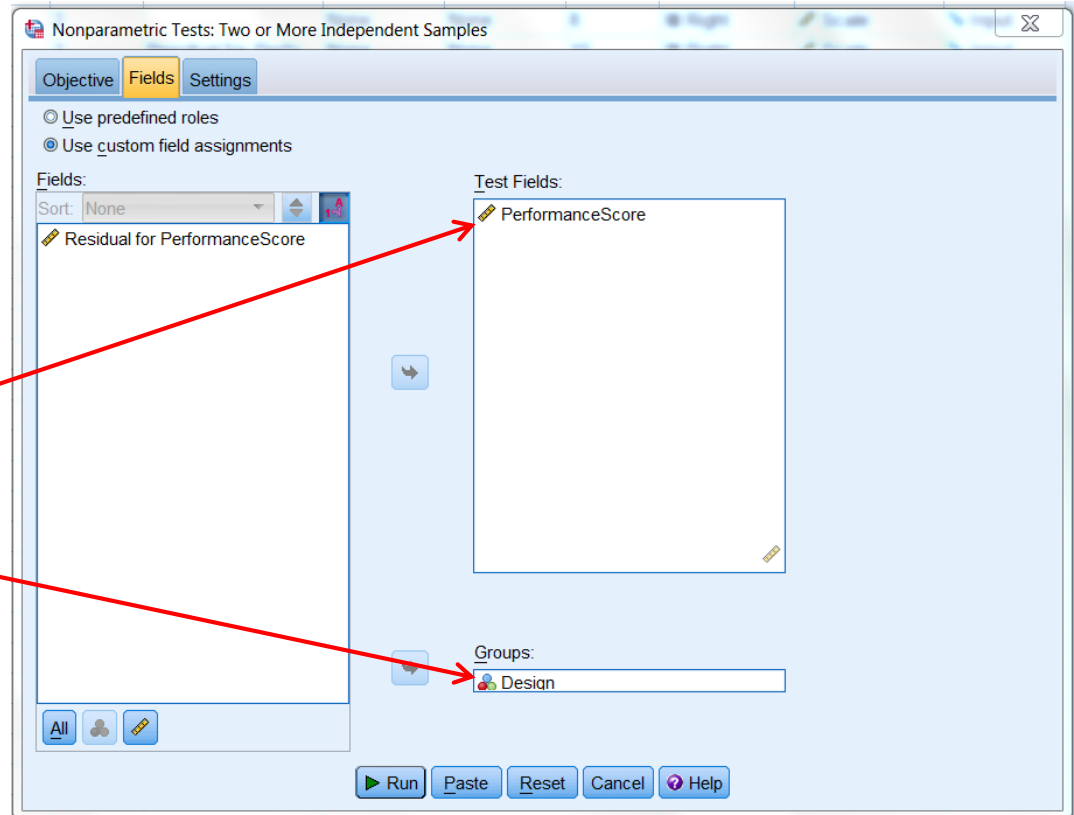 Nonparametric Tests: Two or More Independent Samples
Objective Fields Settings
Use predefined roles
Use custom field assignments
Fields:
Sort: None
Residual for PerformanceScore
Test Fields:
PerformanceScore
Groups:
Design
All
Run Paste Reset Cancel Help